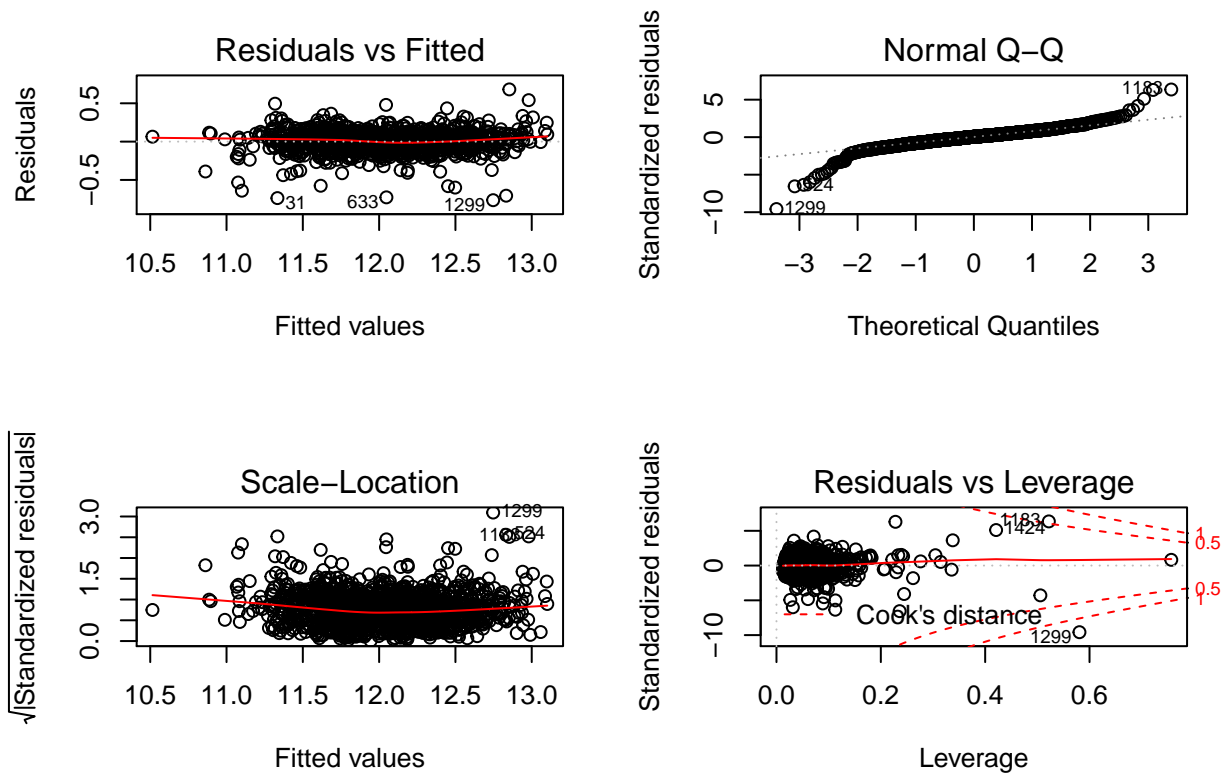 Residuals vs Fitted
Residuals
0.5
−0.5
31
633
1299
10.5 11.0 11.5 12.0 12.5 13.0
Fitted values
Normal Q−Q
Standardized residuals
5
0
−10
1183
524
1299
−3 −2 −1 0 1 2 3
Theoretical Quantiles
Scale−Location
√|Standardized residuals|
3.0
1.5
0.0
1299
1183
524
10.5 11.0 11.5 12.0 12.5 13.0
Fitted values
Residuals vs Leverage
Standardized residuals
0
−10
1183
1424
1299
Cook's distance
1
0.5
0.5
1
0.0 0.2 0.4 0.6
Leverage